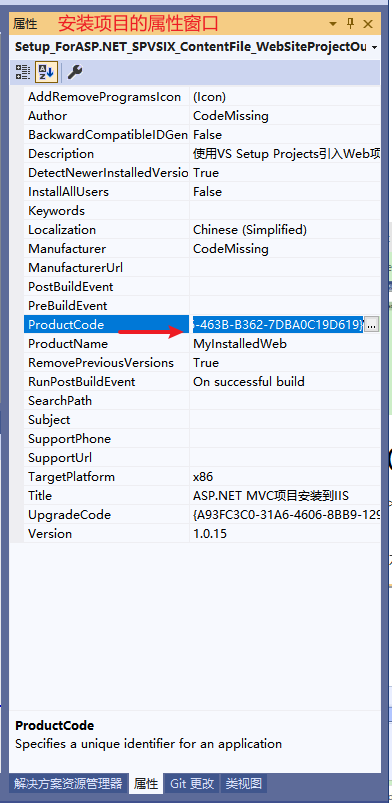 属性 安装项目的属性窗口
Setup_ForASP.NET_SPVSIX_ContentFile_WebSiteProjectOu
AddRemoveProgramsIcon (Icon)
Author CodeMissing
BackwardCompatibleIDGen False
Description 使用VS Setup Projects引入Web项
DetectNewerInstalledVersio True
InstallAllUsers False
Keywords
Localization Chinese (Simplified)
Manufacturer CodeMissing
ManufacturerUrl
PostBuildEvent
PreBuildEvent
ProductCode -463B-B362-7DBA0C19D619} ...
ProductName MyInstalledWeb
RemovePreviousVersions True
RunPostBuildEvent On successful build
SearchPath
Subject
SupportPhone
SupportUrl
TargetPlatform x86
Title ASP.NET MVC项目安装到IIS
UpgradeCode {A93FC3C0-31A6-4606-8BB9-129
Version 1.0.15
ProductCode
Specifies a unique identifier for an application
解决方案资源管理器 属性 Git 更改 类视图